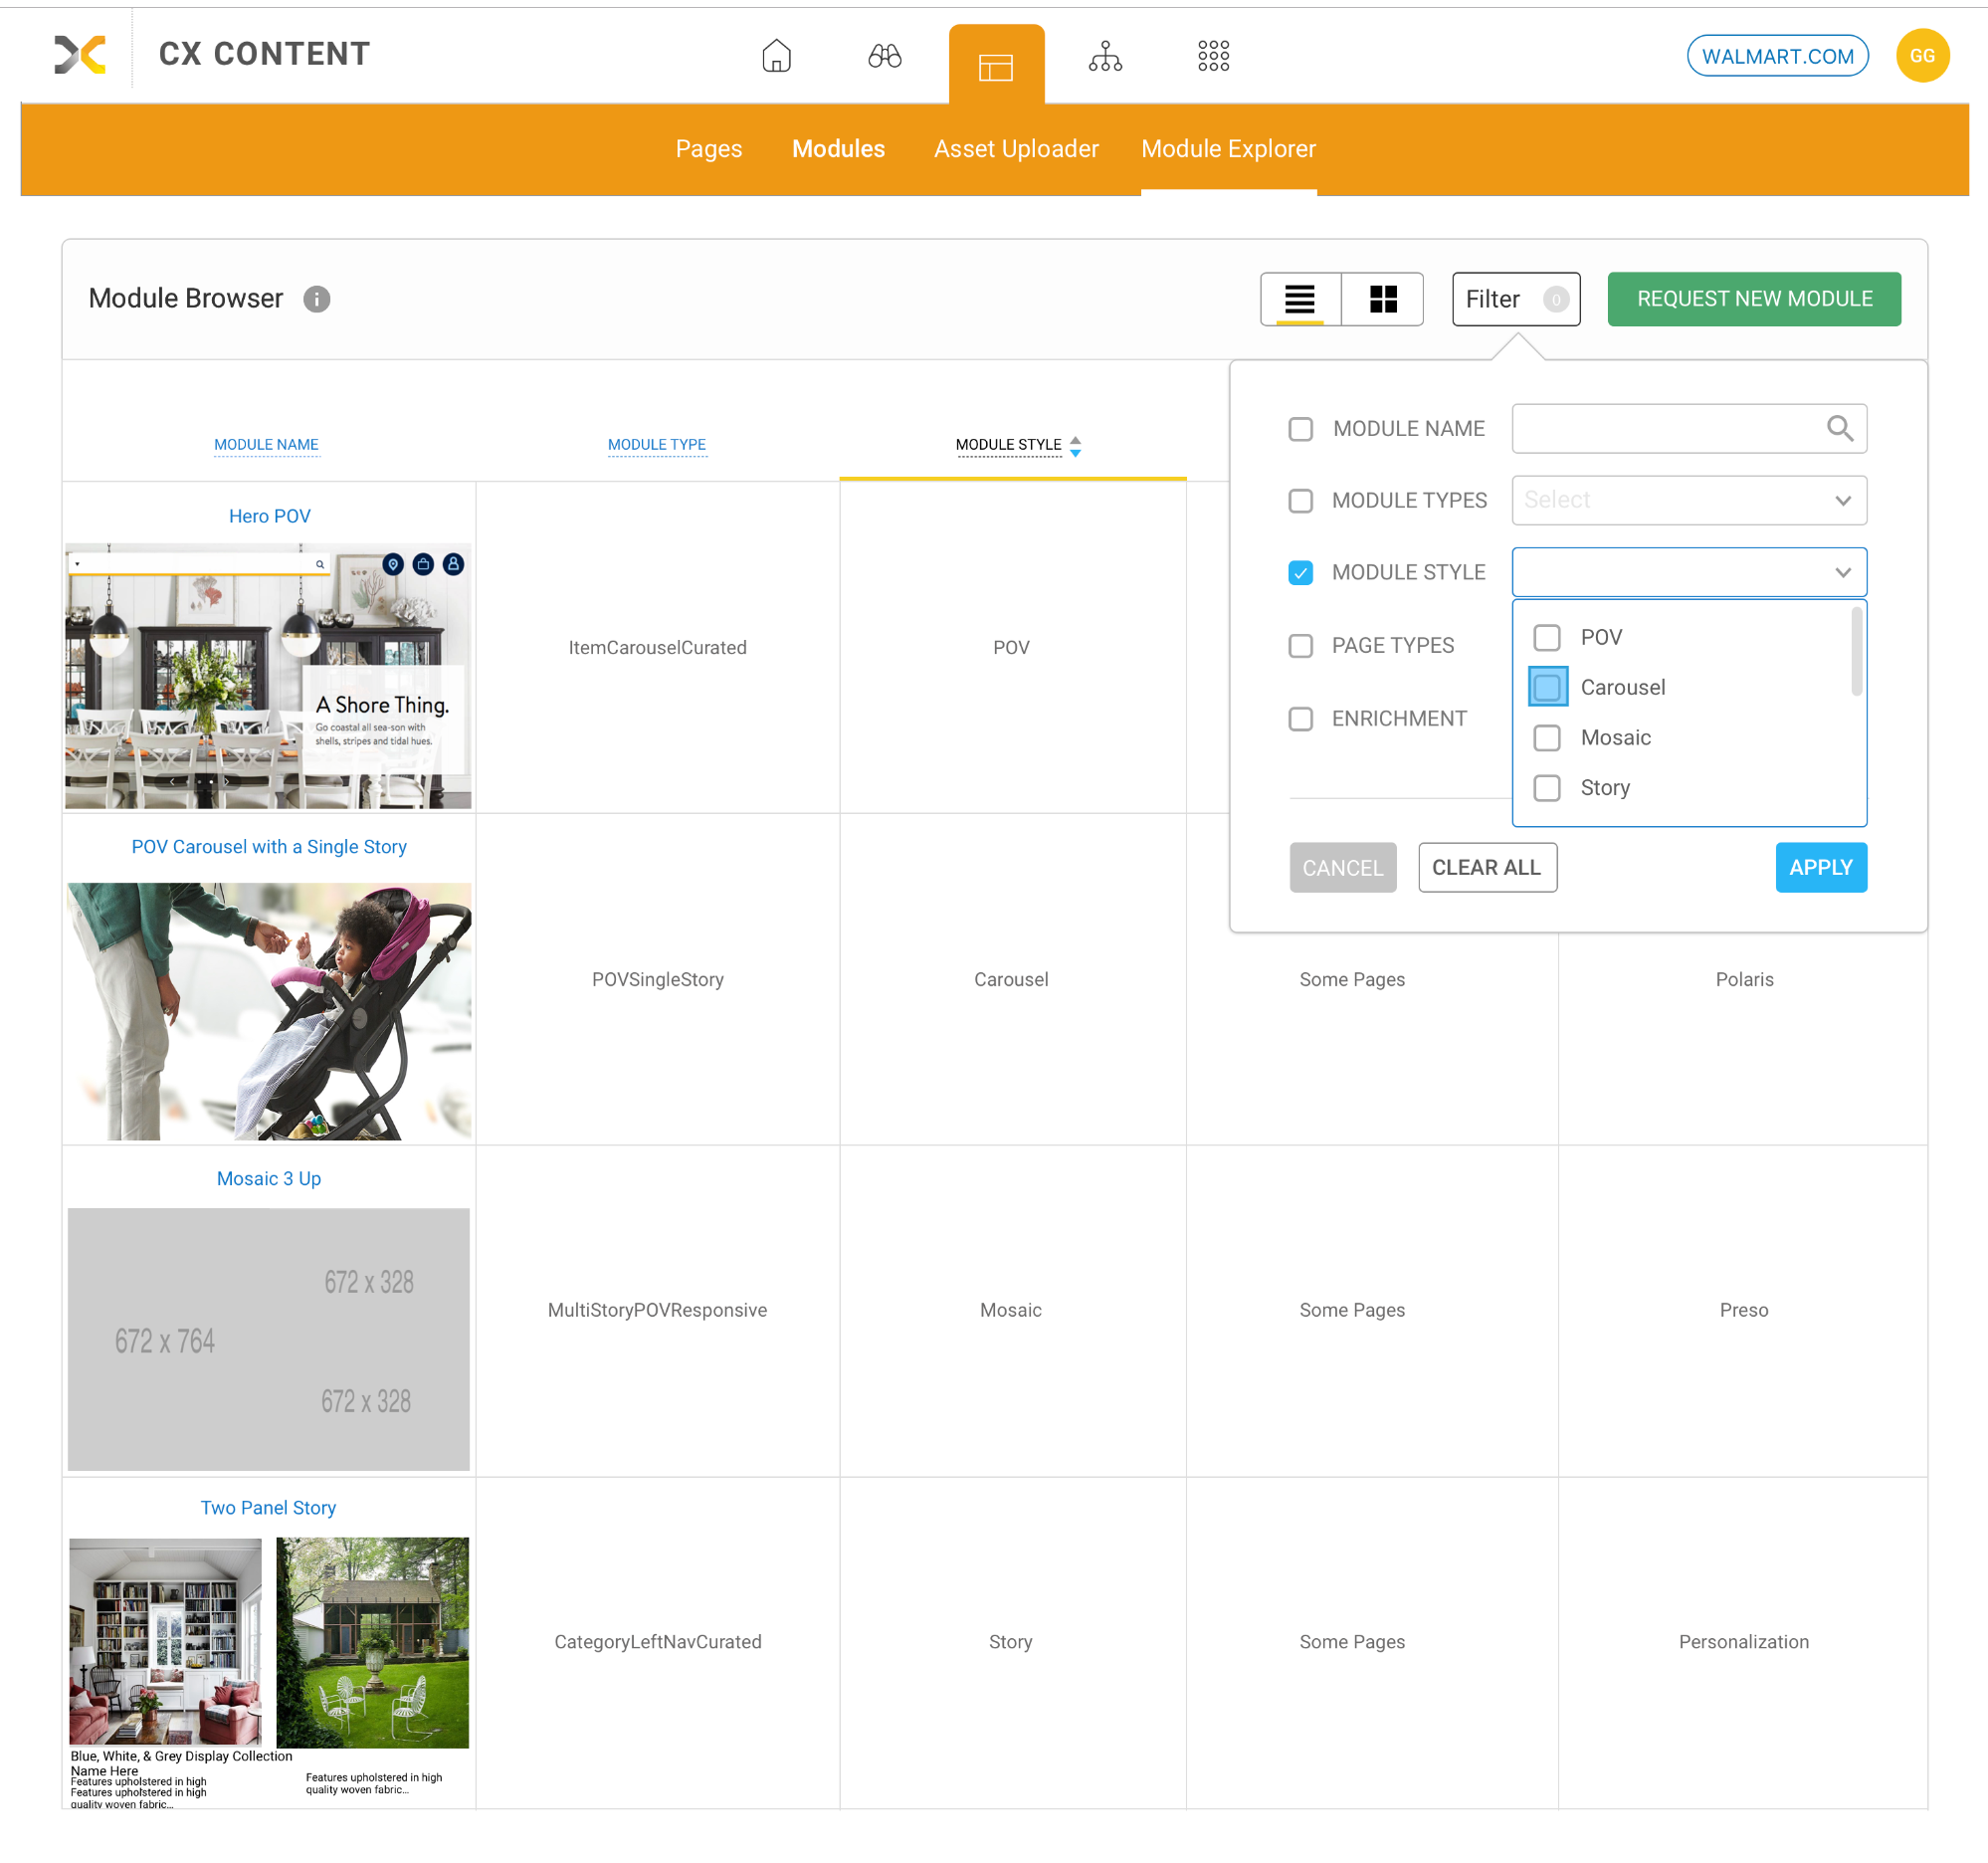 CX CONTENT
WALMART.COM
GG
Pages
Modules
Asset Uploader
Module Explorer
Module Browser
i
Filter
0
REQUEST NEW MODULE
MODULE NAME
MODULE TYPE
MODULE STYLE
MODULE NAME
MODULE TYPES
Select
MODULE STYLE
POV
Carousel
Mosaic
Story
PAGE TYPES
ENRICHMENT
CANCEL
CLEAR ALL
APPLY
Hero POV
A Shore Thing.
Go coastal all sea-son with
shells, stripes and tidal hues.
ItemCarouselCurated
POV
POV Carousel with a Single Story
POVSingleStory
Carousel
Some Pages
Polaris
Mosaic 3 Up
672 x 328
672 x 764
672 x 328
MultiStoryPOVResponsive
Mosaic
Some Pages
Preso
Two Panel Story
Blue, White, & Grey Display Collection
Name Here
Features upholstered in high
Features upholstered in high
quality woven fabric...
Features upholstered in high
quality woven fabric...
CategoryLeftNavCurated
Story
Some Pages
Personalization